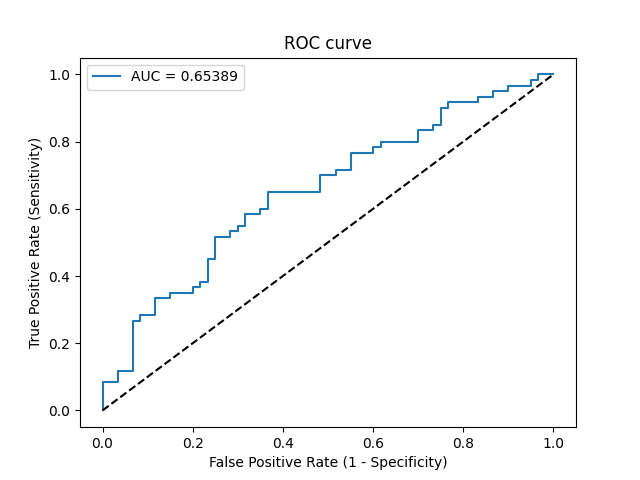 ROC curve
AUC = 0.65389
True Positive Rate (Sensitivity)
1.0
0.8
0.6
0.4
0.2
0.0
0.0 0.2 0.4 0.6 0.8 1.0
False Positive Rate (1 - Specificity)